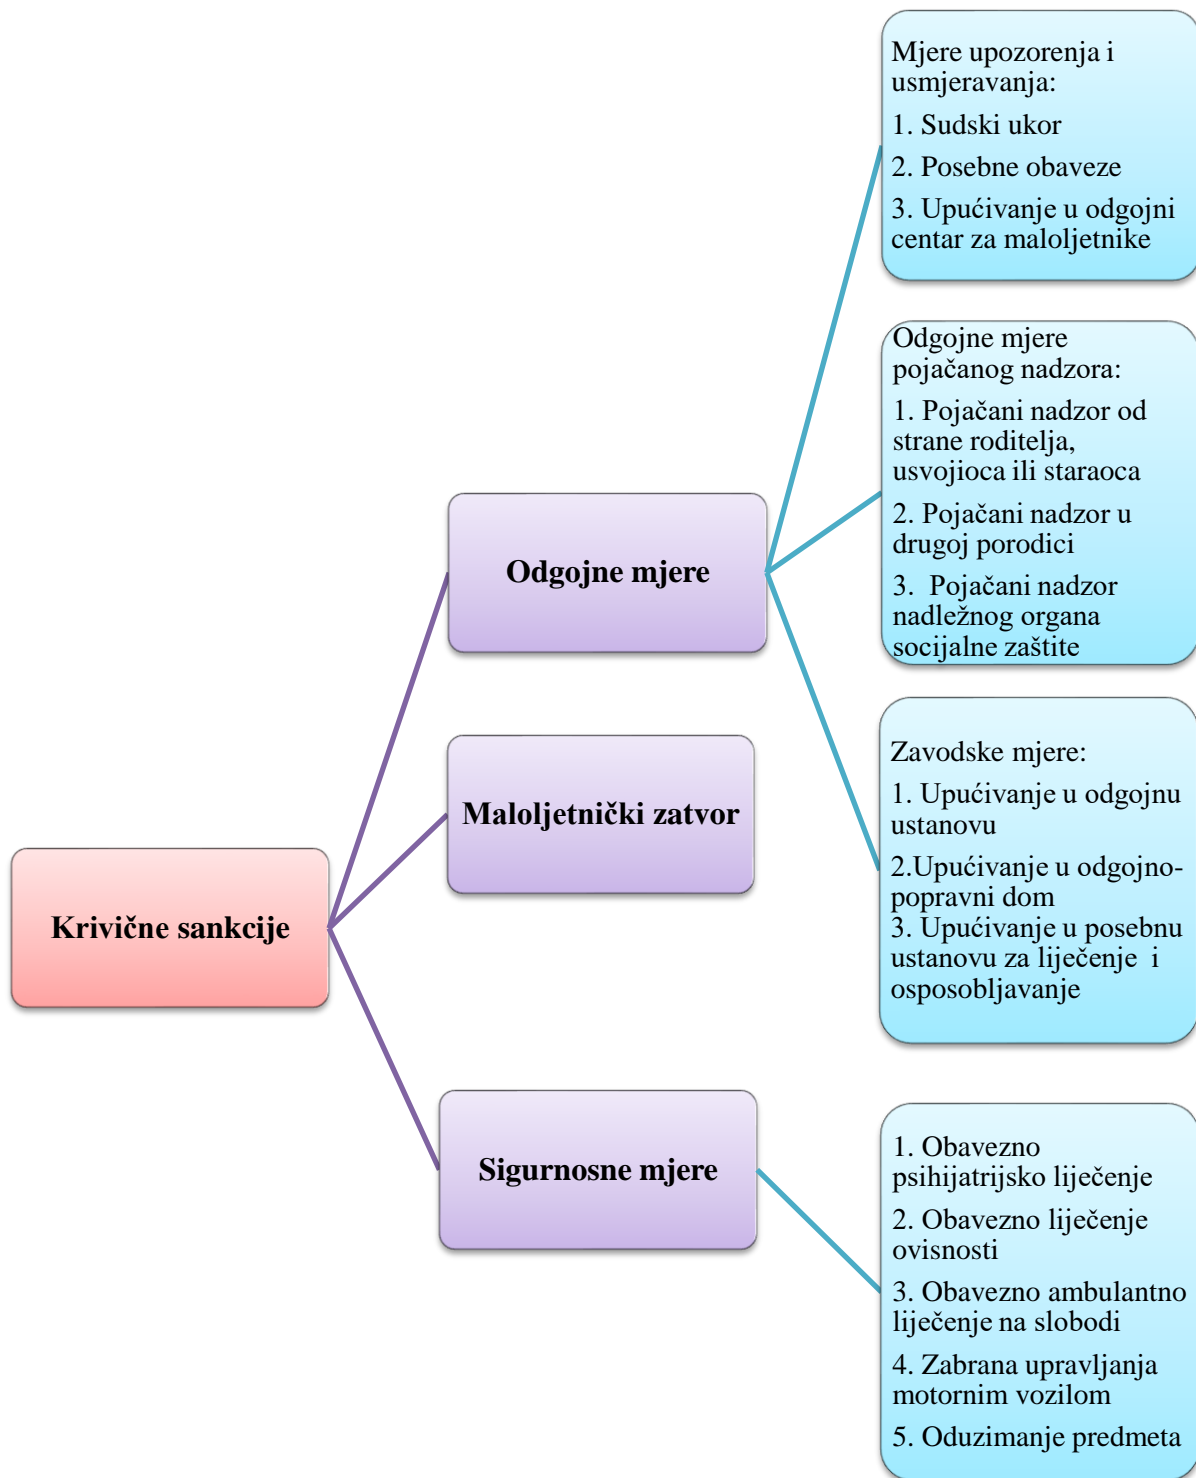 Krivične sankcije
Odgojne mjere
Mjere upozorenja i
usmjeravanja:
1. Sudski ukor
2. Posebne obaveze
3. Upućivanje u odgojni
centar za maloljetnike
Odgojne mjere
pojačanog nadzora:
1. Pojačani nadzor od
strane roditelja,
usvojioca ili staraoca
2. Pojačani nadzor u
drugoj porodici
3.  Pojačani nadzor
nadležnog organa
socijalne zaštite
Zavodske mjere:
1. Upućivanje u odgojnu
ustanovu
2.Upućivanje u odgojno-
popravni dom
3. Upućivanje u posebnu
ustanovu za liječenje  i
osposobljavanje
Maloljetnički zatvor
Sigurnosne mjere
1. Obavezno
psihijatrijsko liječenje
2. Obavezno liječenje
ovisnosti
3. Obavezno ambulantno
liječenje na slobodi
4. Zabrana upravljanja
motornim vozilom
5. Oduzimanje predmeta